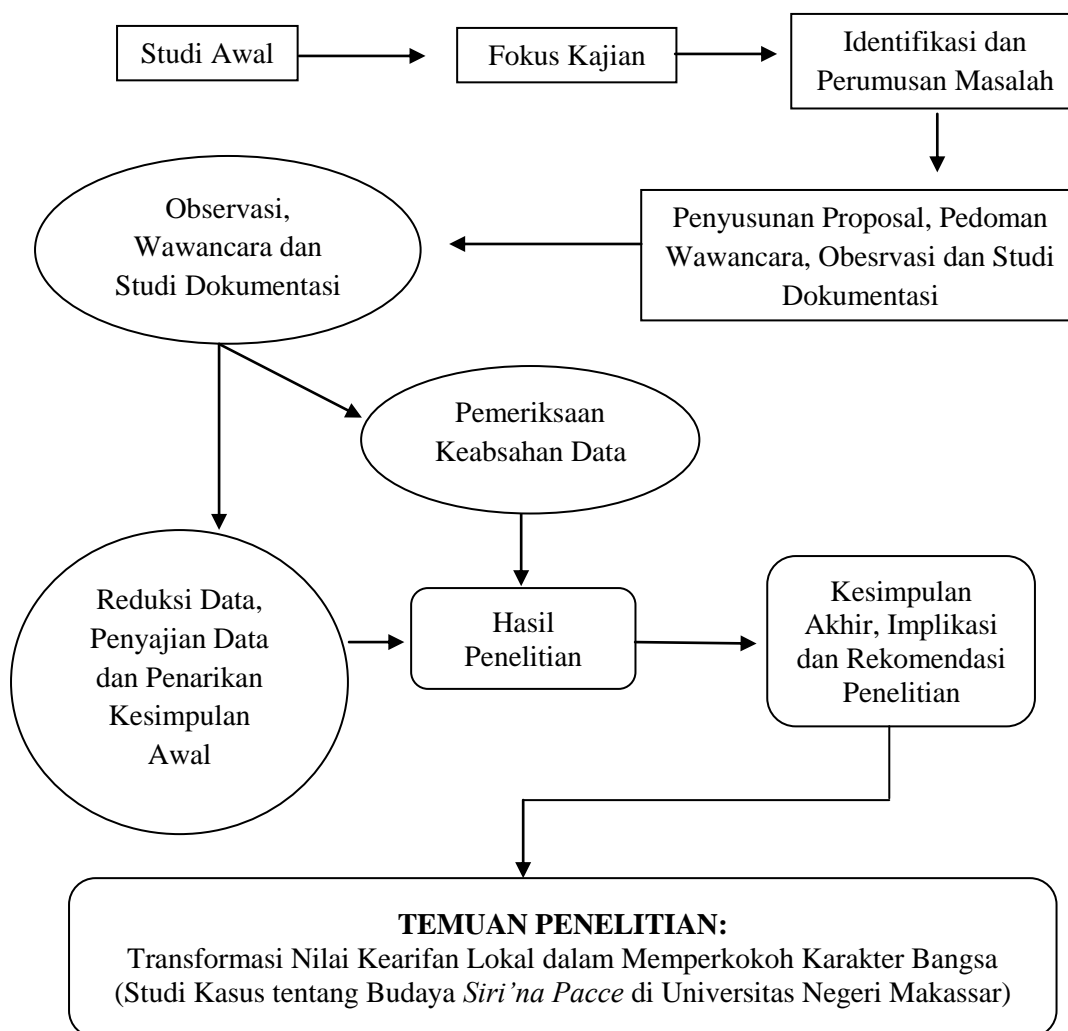 Studi Awal
Fokus Kajian
Identifikasi dan
Perumusan Masalah
Penyusunan Proposal, Pedoman
Wawancara, Obesrvasi dan Studi
Dokumentasi
Observasi,
Wawancara dan
Studi Dokumentasi
Pemeriksaan
Keabsahan Data
Reduksi Data,
Penyajian Data
dan Penarikan
Kesimpulan
Awal
Hasil
Penelitian
Kesimpulan
Akhir, Implikasi
dan Rekomendasi
Penelitian
TEMUAN PENELITIAN:
Transformasi Nilai Kearifan Lokal dalam Memperkokoh Karakter Bangsa
(Studi Kasus tentang Budaya Siri’na Pacce di Universitas Negeri Makassar)